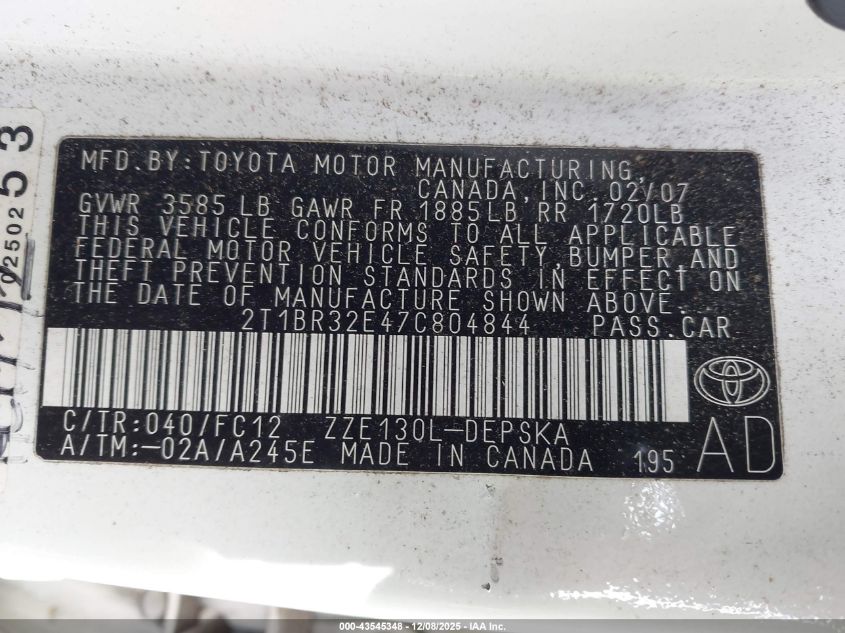 MFD. BY: TOYOTA MOTOR MANUFACTURING,
CANADA, INC. 02/07
GVWR 3585 LB GAWR FR 1885LB RR 1720LB
THIS VEHICLE CONFORMS TO ALL APPLICABLE
FEDERAL MOTOR VEHICLE SAFETY, BUMPER AND
THEFT PREVENTION STANDARDS IN EFFECT ON
THE DATE OF MANUFACTURE SHOWN ABOVE.
2T1BR32E47C804844 PASS. CAR
C/TR: 040/FC12 ZZE130L-DEPSKA
A/TM: -02A/A245E MADE IN CANADA 195
AD
53
000-43545348 | 12/08/2025 - IAA Inc.